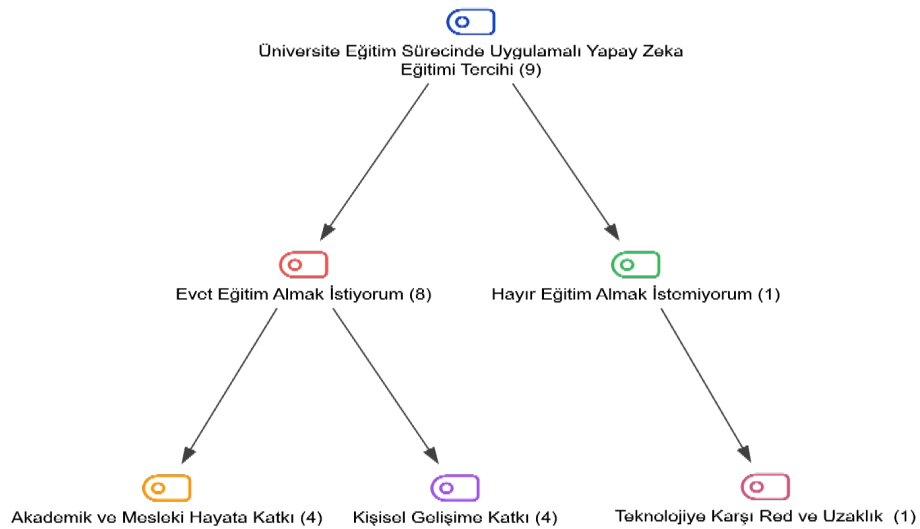 Üniversite Eğitim Sürecinde Uygulamalı Yapay Zeka
Eğitimi Tercihi (9)
Evet Eğitim Almak İstiyorum (8)
Hayır Eğitim Almak İstemiyorum (1)
Akademik ve Mesleki Hayata Katkı (4)
Kişisel Gelişime Katkı (4)
Teknolojiye Karşı Red ve Uzaklık (1)